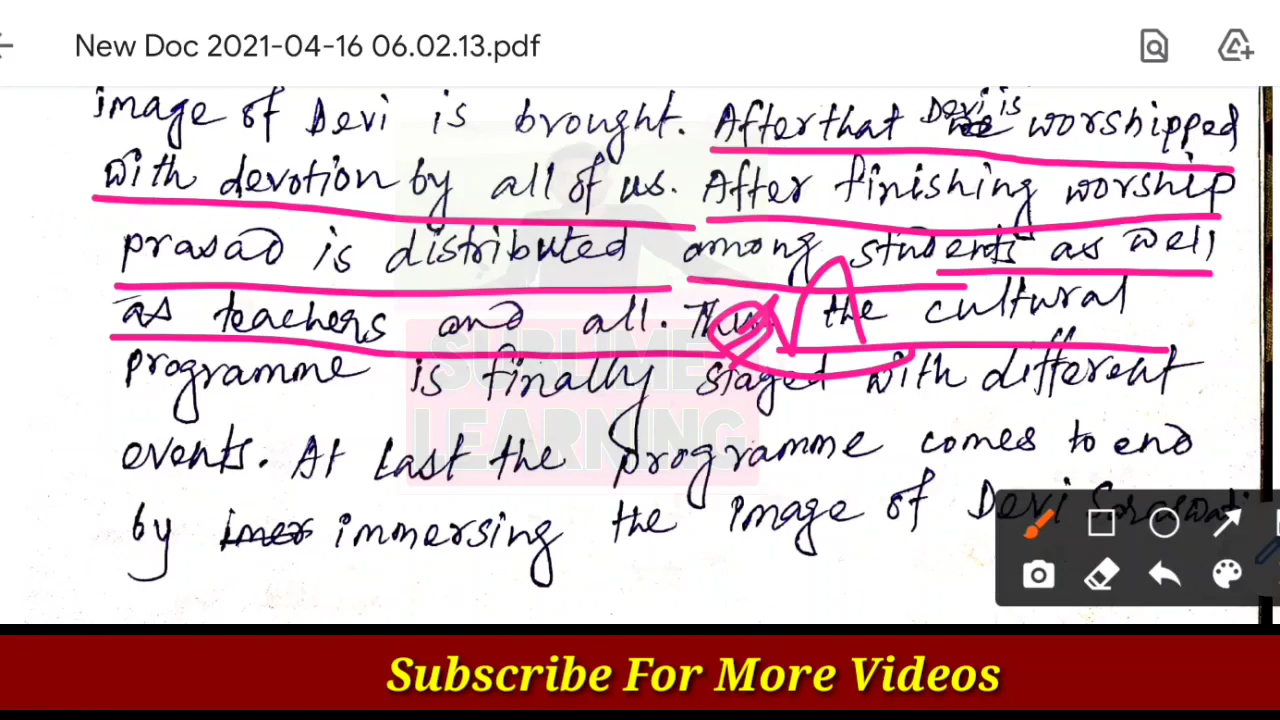 New Doc 2021-04-16 06.02.13.pdf
image of Devi is brought. After that Devi is worshipped
with devotion by all of us. After finishing worship
prasad is distributed among students as well
as teachers and all. Thus the cultural
programme is finally staged with different
events. At last the programme comes to end
by immersing the image of Devi
SUBLIME
LEARNING
Subscribe For More Videos